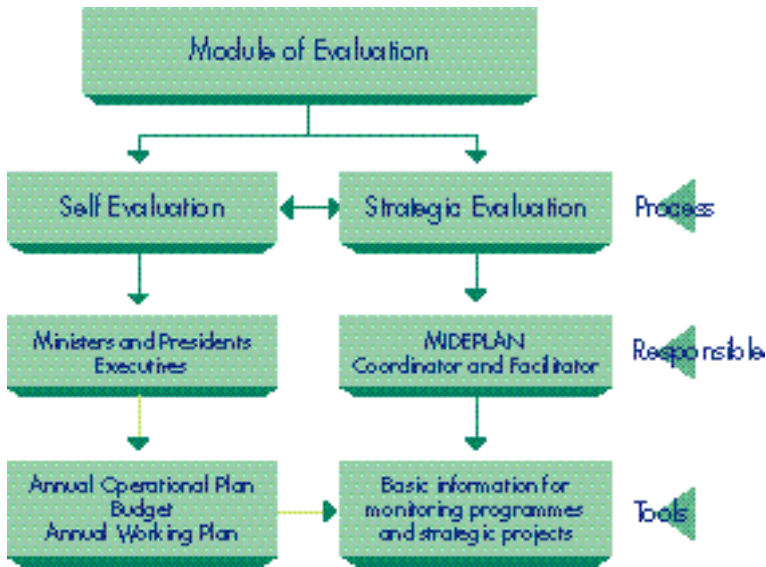 Module of Evaluation
Self Evaluation
Strategic Evaluation
Process
Ministers and Presidents
Executives
MIDEPLAN
Coordinator and Facilitator
Responsible
Annual Operational Plan
Budget
Annual Working Plan
Basic information for
monitoring programmes
and strategic projects
Tools